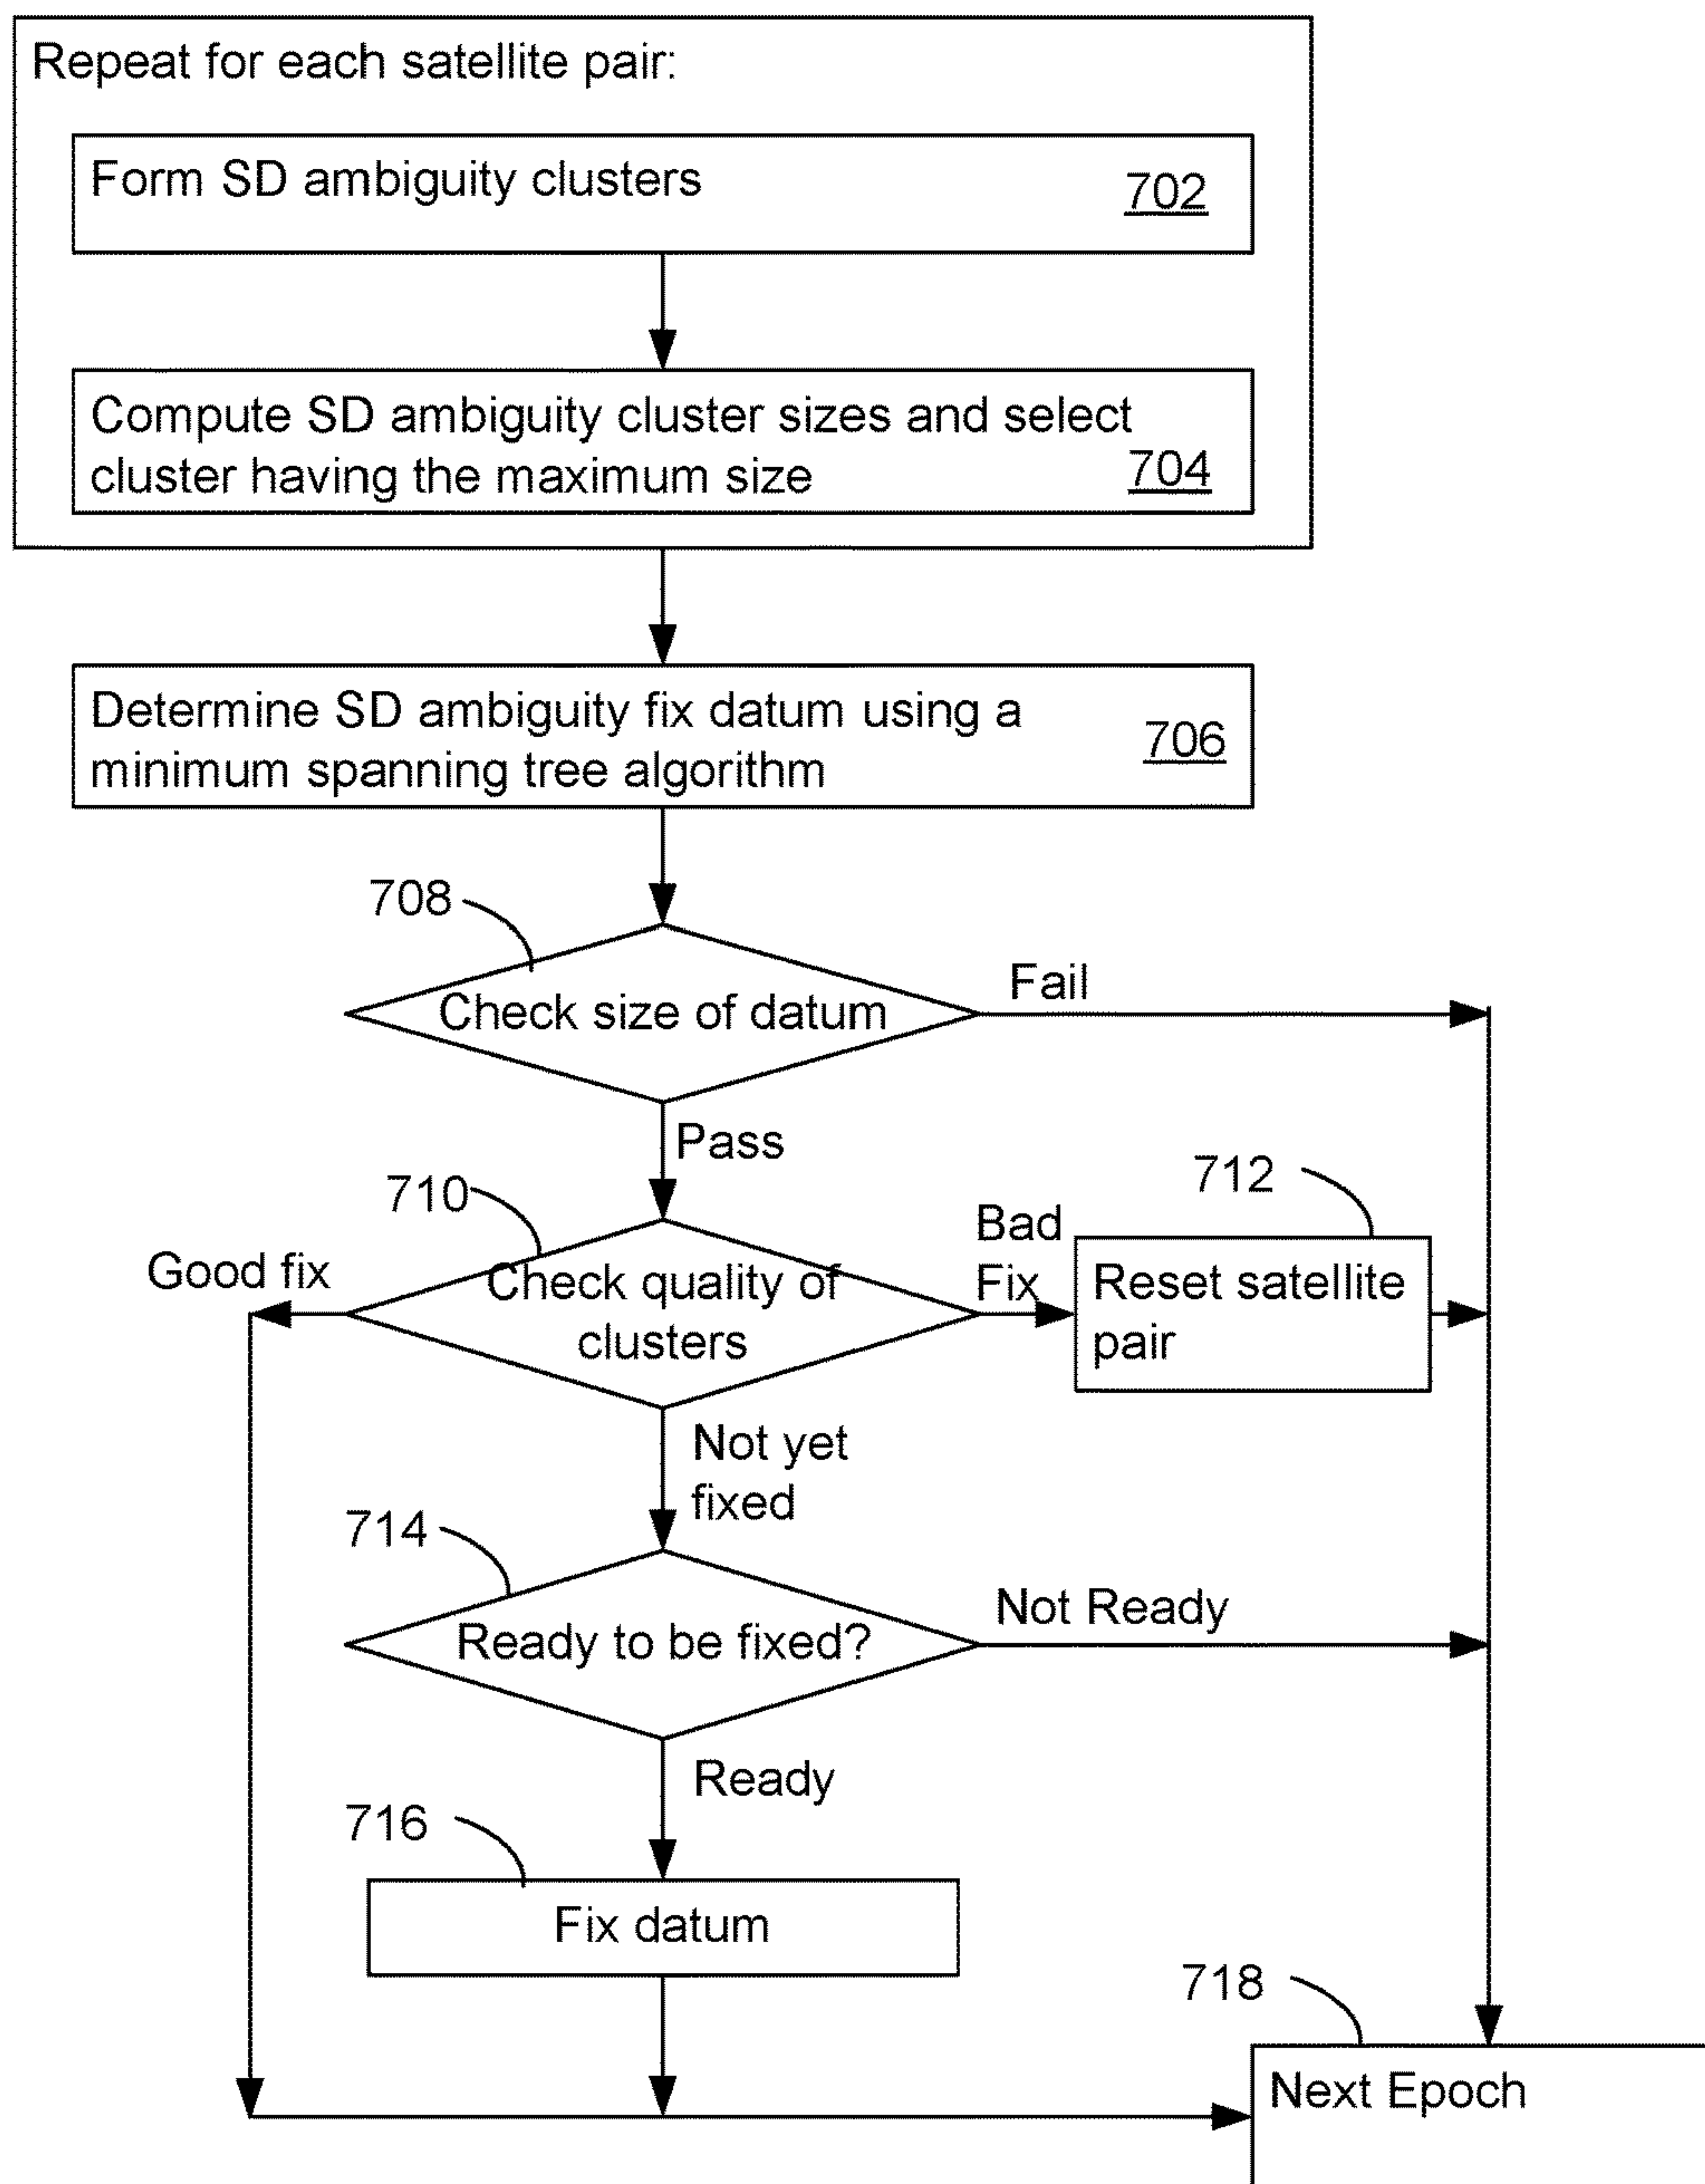 Repeat for each satellite pair:
Form SD ambiguity clusters
702
Compute SD ambiguity cluster sizes and select
cluster having the maximum size
704
Determine SD ambiguity fix datum using a
minimum spanning tree algorithm
706
708
Check size of datum
Fail
Pass
710
Good fix
Check quality of
clusters
Bad
Fix
712
Reset satellite
pair
Not yet
fixed
714
Ready to be fixed?
Not Ready
Ready
716
Fix datum
718
Next Epoch